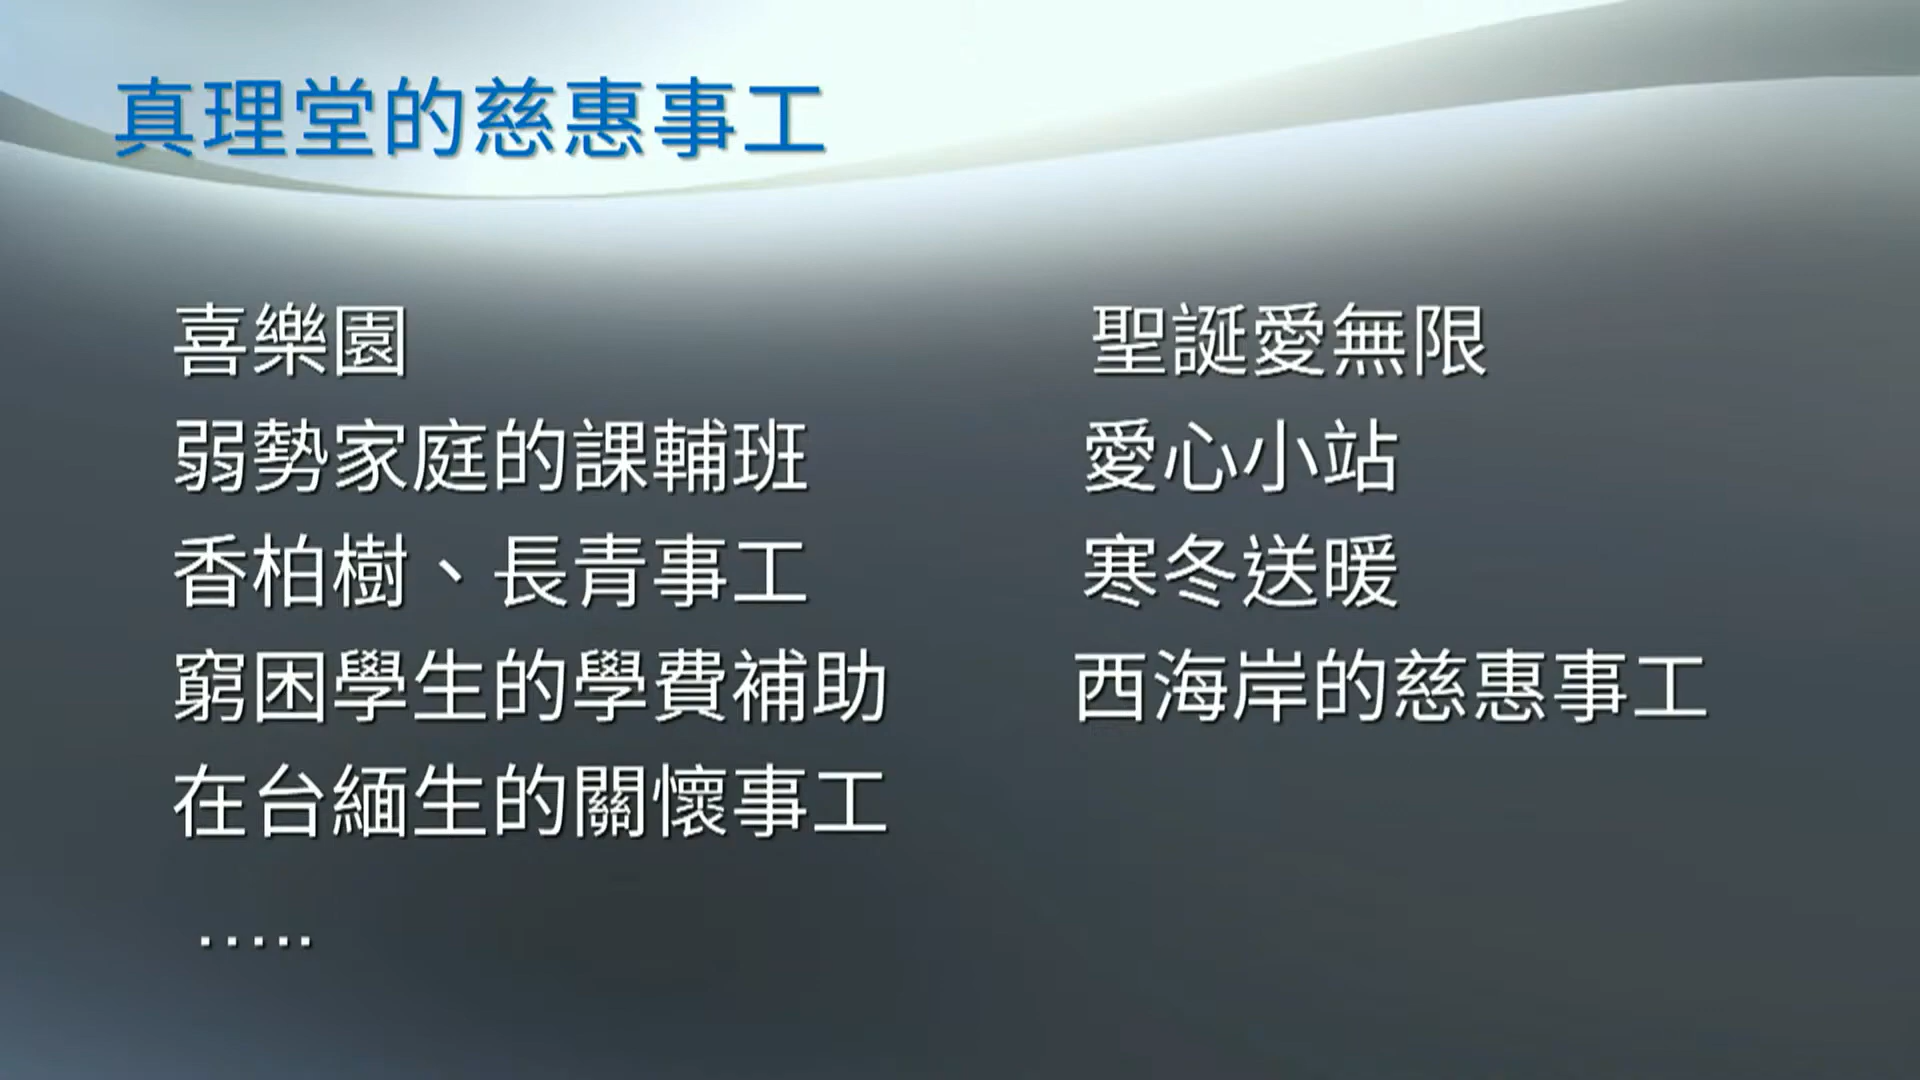 真理堂的慈惠事工
喜樂園
弱勢家庭的課輔班
香柏樹、長青事工
窮困學生的學費補助
在台緬生的關懷事工
.....
聖誕愛無限
愛心小站
寒冬送暖
西海岸的慈惠事工